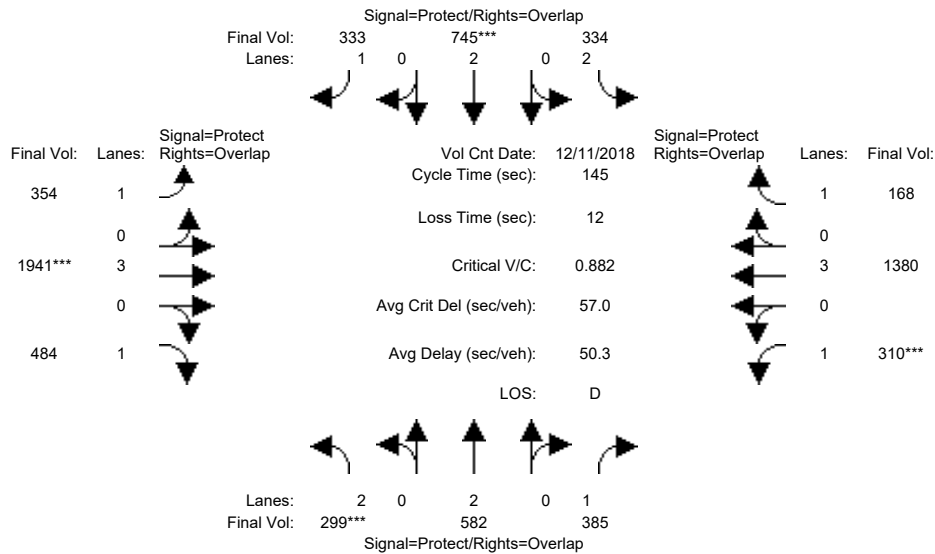 Signal=Protect/Rights=Overlap
Final Vol: 333 745*** 334
Lanes: 1 0 2 0 2
Signal=Protect
Final Vol: Lanes: Rights=Overlap
Vol Cnt Date: 12/11/2018
Signal=Protect
Rights=Overlap Lanes: Final Vol:
Cycle Time (sec): 145
354 1
1 168
Loss Time (sec): 12
0
0
1941*** 3
Critical V/C: 0.882
3 1380
0
Avg Crit Del (sec/veh): 57.0
0
484 1
Avg Delay (sec/veh): 50.3
1 310***
LOS: D
Lanes: 2 0 2 0 1
Final Vol: 299*** 582 385
Signal=Protect/Rights=Overlap